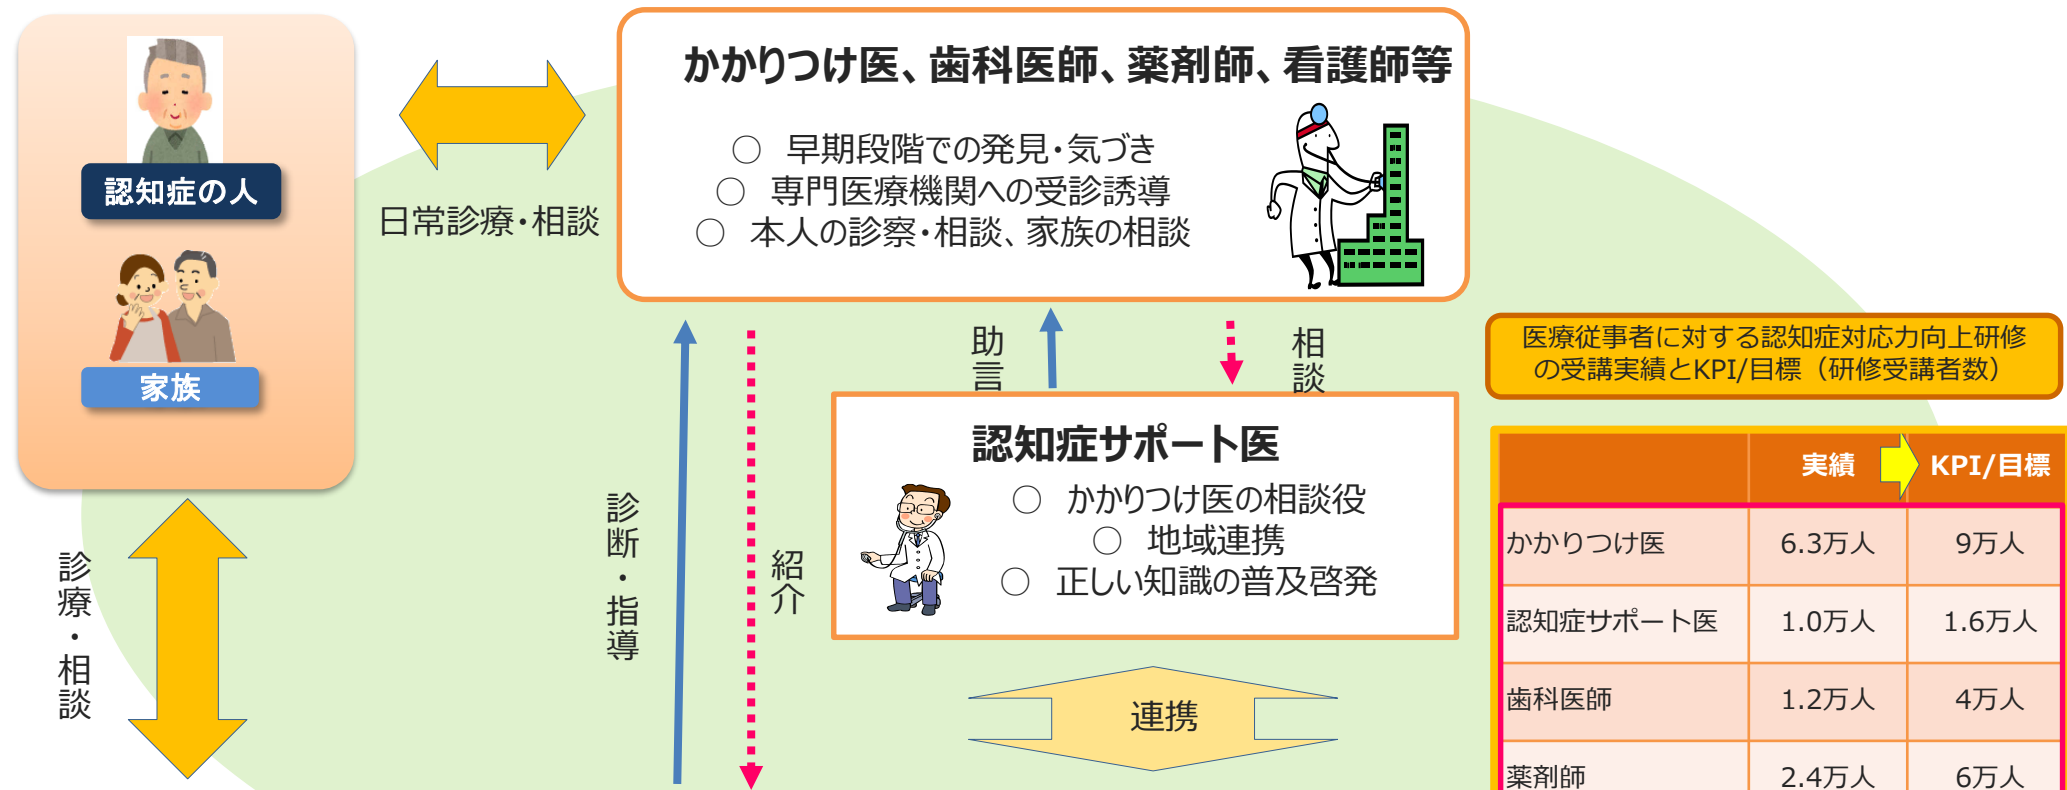 認知症の人
家族
日常診療・相談
かかりつけ医、歯科医師、薬剤師、看護師等
○ 早期段階での発見・気づき
○ 専門医療機関への受診誘導
○ 本人の診察・相談、家族の相談
助言
相談
認知症サポート医
○ かかりつけ医の相談役
○ 地域連携
○ 正しい知識の普及啓発
診断・指導
紹介
診療・相談
連携
医療従事者に対する認知症対応力向上研修
の受講実績とKPI/目標（研修受講者数）
実績 KPI/目標
かかりつけ医 6.3万人 9万人
認知症サポート医 1.0万人 1.6万人
歯科医師 1.2万人 4万人
薬剤師 2.4万人 6万人